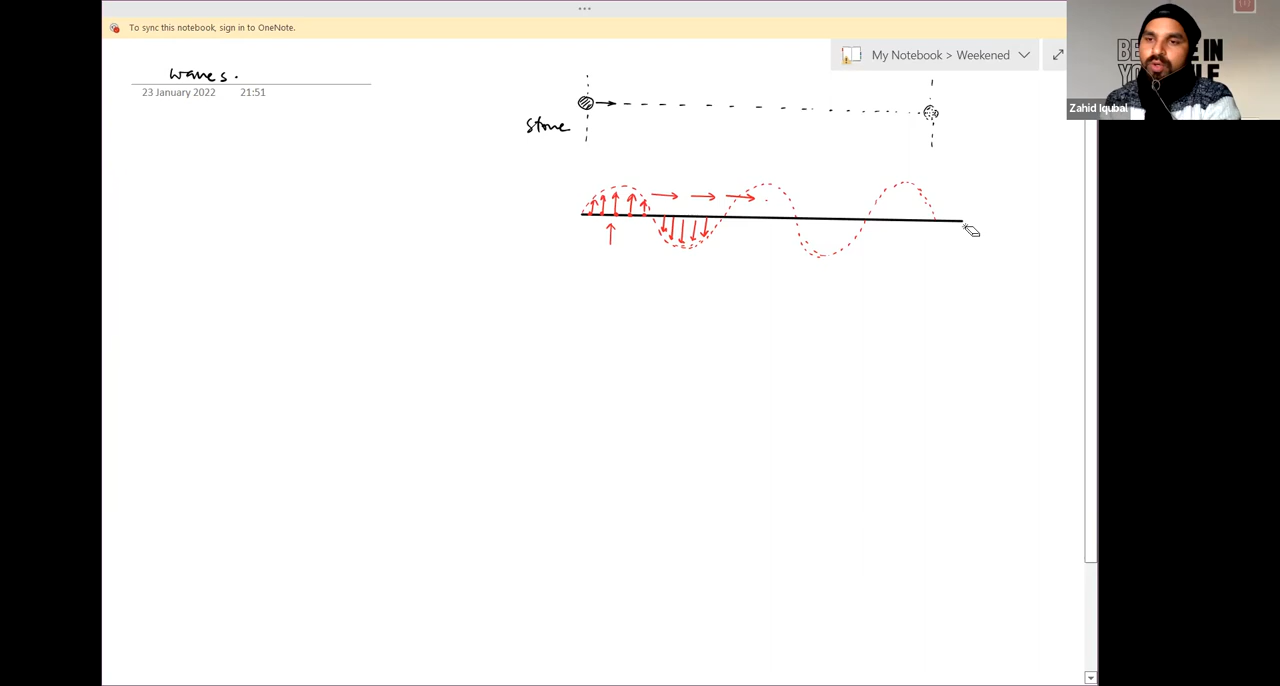 To sync this notebook, sign in to OneNote.
My Notebook > Weekened
waves.
23 January 2022 21:51
stone
Zahid Iqubal